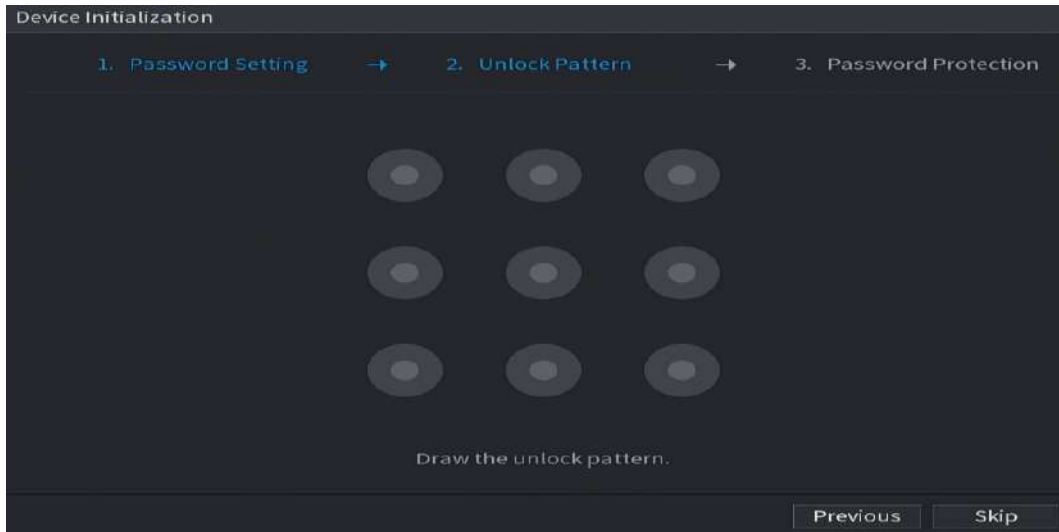 Device Initialization
1. Password Setting → 2. Unlock Pattern → 3. Password Protection
Draw the unlock pattern.
Previous Skip